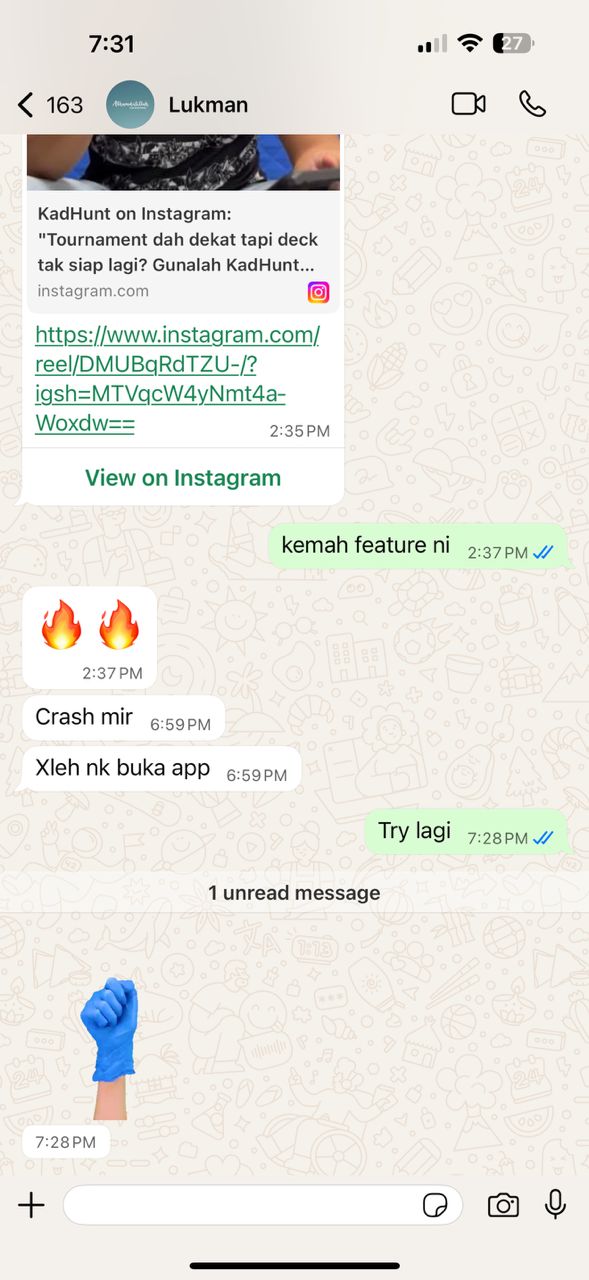 7:31
27
163
Lukman
KadHunt on Instagram:
"Tournament dah dekat tapi deck
tak siap lagi? Gunalah KadHunt...
instagram.com
https://www.instagram.com/
reel/DMUBqRdTZU-/?
igsh=MTVqcW4yNmt4a-
Woxdw==
2:35 PM
View on Instagram
kemah feature ni 2:37 PM
2:37 PM
Crash mir 6:59 PM
Xleh nk buka app 6:59 PM
Try lagi 7:28 PM
1 unread message
7:28 PM